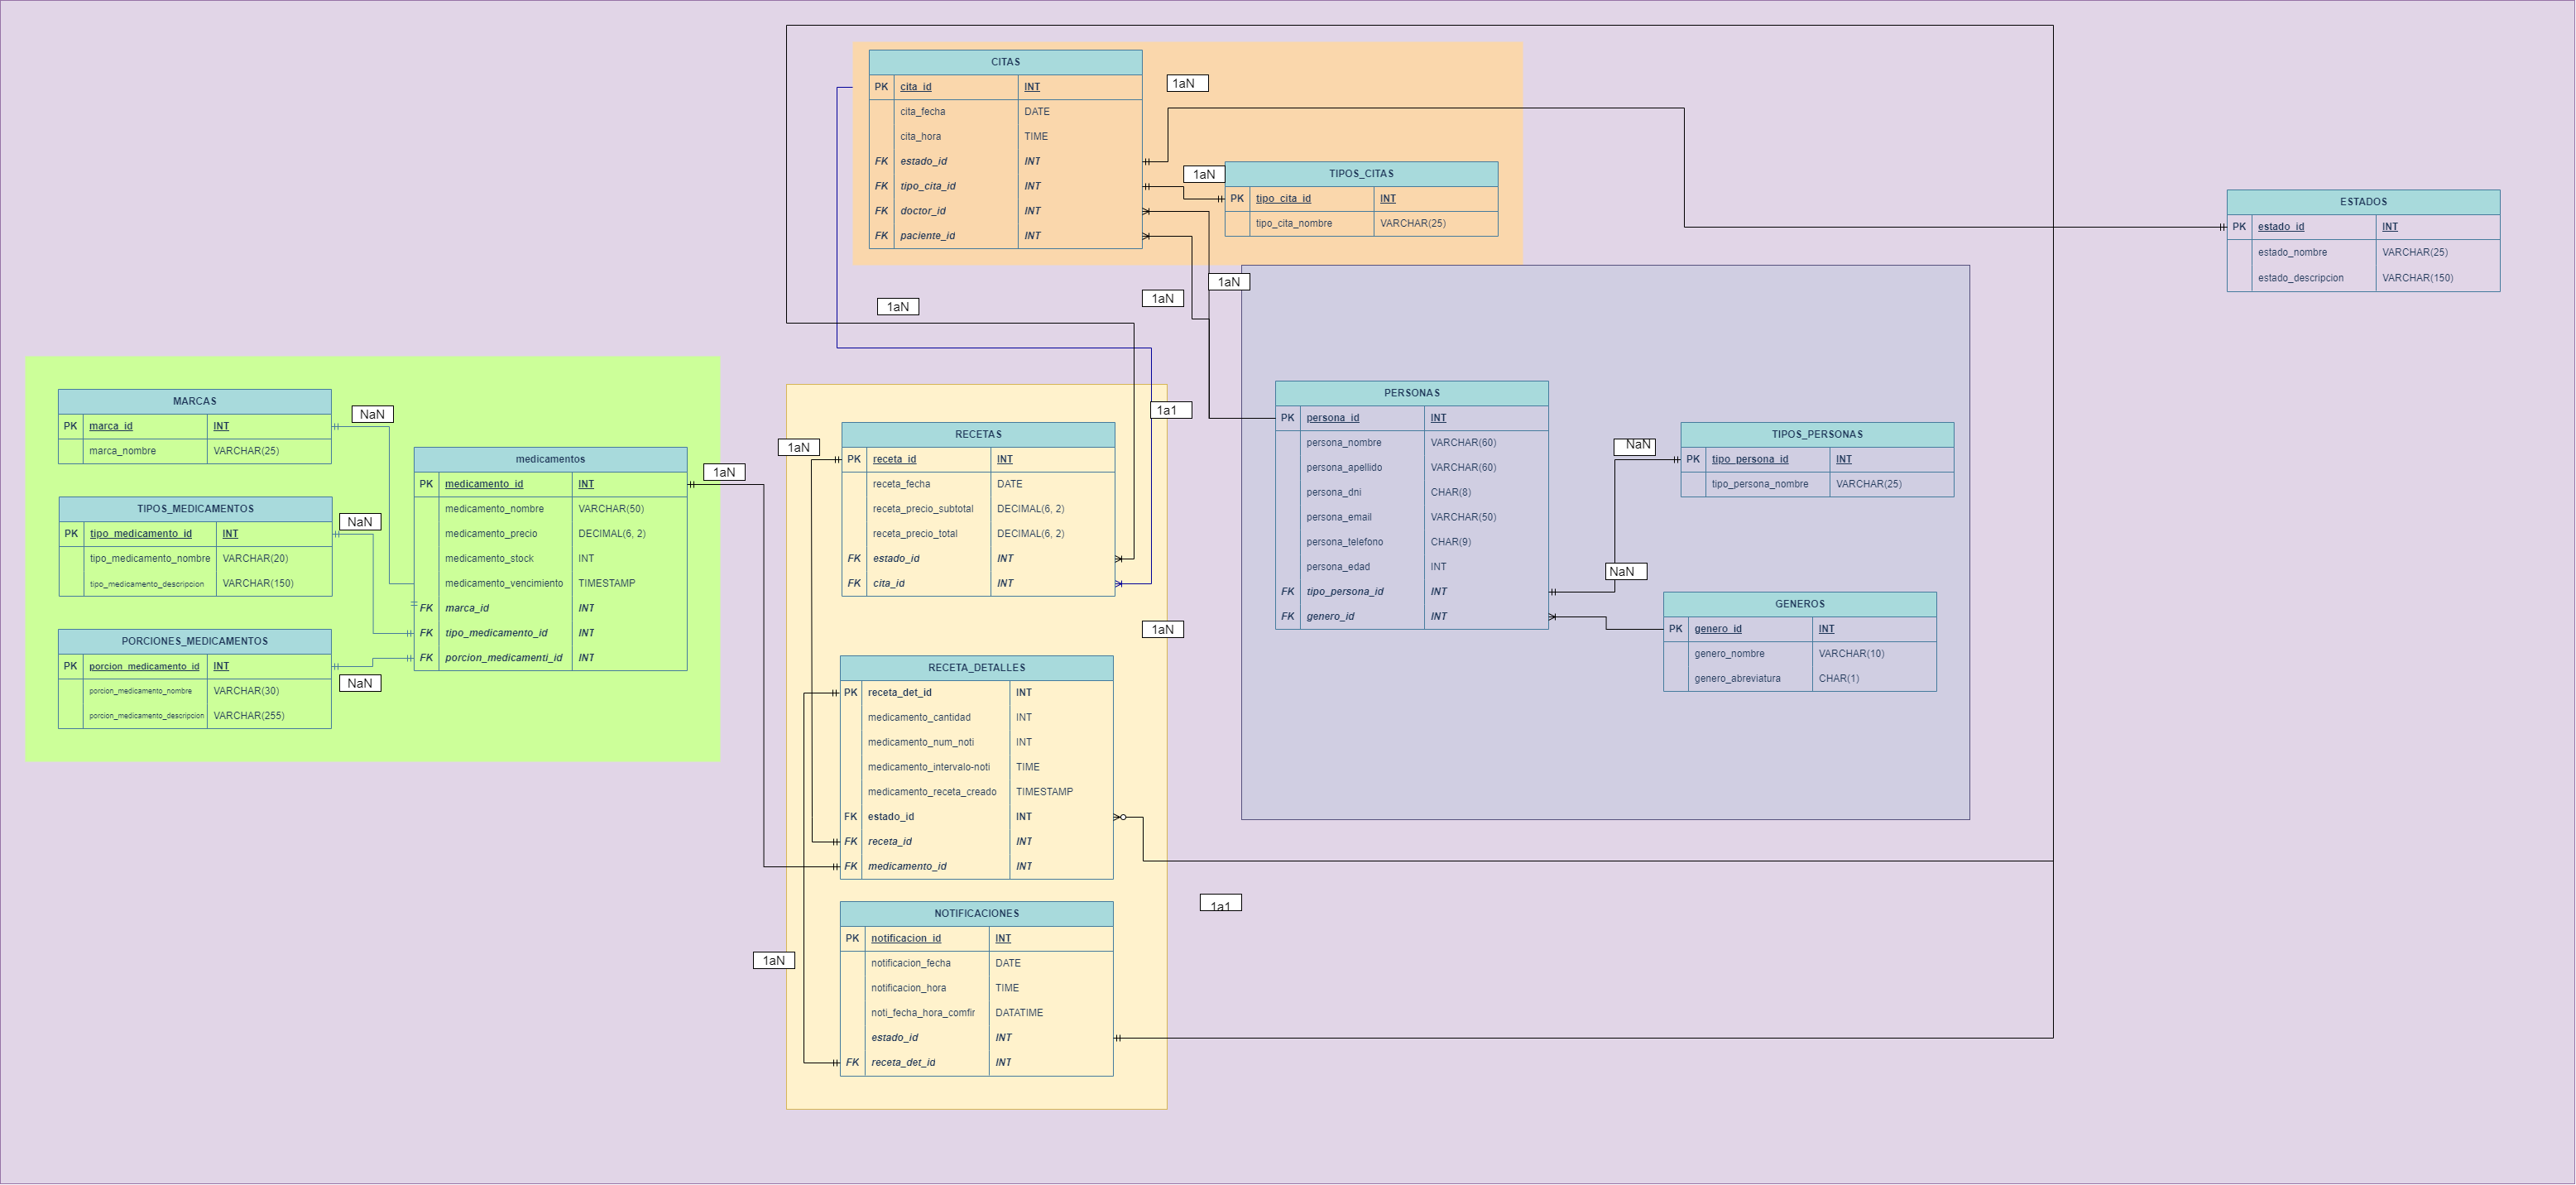 CITAS
PK cita_id INT
cita_fecha DATE
cita_hora TIME
FK estado_id INT
FK tipo_cita_id INT
FK doctor_id INT
FK paciente_id INT
1aN
1aN
TIPOS_CITAS
PK tipo_cita_id INT
tipo_cita_nombre VARCHAR(25)
ESTADOS
PK estado_id INT
estado_nombre VARCHAR(25)
estado_descripcion VARCHAR(150)
1aN
1aN
1aN
MARCAS
PK marca_id INT
marca_nombre VARCHAR(25)
NaN
TIPOS_MEDICAMENTOS
PK tipo_medicamento_id INT
tipo_medicamento_nombre VARCHAR(20)
tipo_medicamento_descripcion VARCHAR(150)
NaN
PORCIONES_MEDICAMENTOS
PK porcion_medicamento_id INT
porcion_medicamento_nombre VARCHAR(30)
porcion_medicamento_descripcion VARCHAR(255)
NaN
medicamentos
PK medicamento_id INT
medicamento_nombre VARCHAR(50)
medicamento_precio DECIMAL(6, 2)
medicamento_stock INT
medicamento_vencimiento TIMESTAMP
FK marca_id INT
FK tipo_medicamento_id INT
FK porcion_medicamenti_id INT
1aN
1aN
1a1
RECETAS
PK receta_id INT
receta_fecha DATE
receta_precio_subtotal DECIMAL(6, 2)
receta_precio_total DECIMAL(6, 2)
FK estado_id INT
FK cita_id INT
1aN
RECETA_DETALLES
PK receta_det_id INT
medicamento_cantidad INT
medicamento_num_noti INT
medicamento_intervalo-noti TIME
medicamento_receta_creado TIMESTAMP
FK estado_id INT
FK receta_id INT
FK medicamento_id INT
1a1
NOTIFICACIONES
PK notificacion_id INT
notificacion_fecha DATE
notificacion_hora TIME
noti_fecha_hora_comfir DATATIME
estado_id INT
FK receta_det_id INT
1aN
PERSONAS
PK persona_id INT
persona_nombre VARCHAR(60)
persona_apellido VARCHAR(60)
persona_dni CHAR(8)
persona_email VARCHAR(50)
persona_telefono CHAR(9)
persona_edad INT
FK tipo_persona_id INT
FK genero_id INT
NaN
TIPOS_PERSONAS
PK tipo_persona_id INT
tipo_persona_nombre VARCHAR(25)
NaN
GENEROS
PK genero_id INT
genero_nombre VARCHAR(10)
genero_abreviatura CHAR(1)